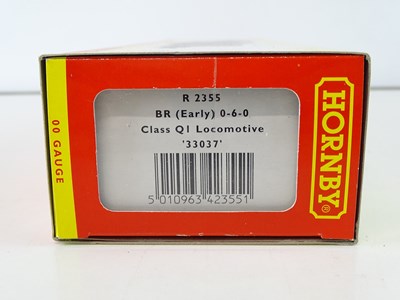 00 GAUGE
R 2355
BR (Early) 0-6-0
Class Q1 Locomotive
'33037'
5 010963 423551
HORNBY®